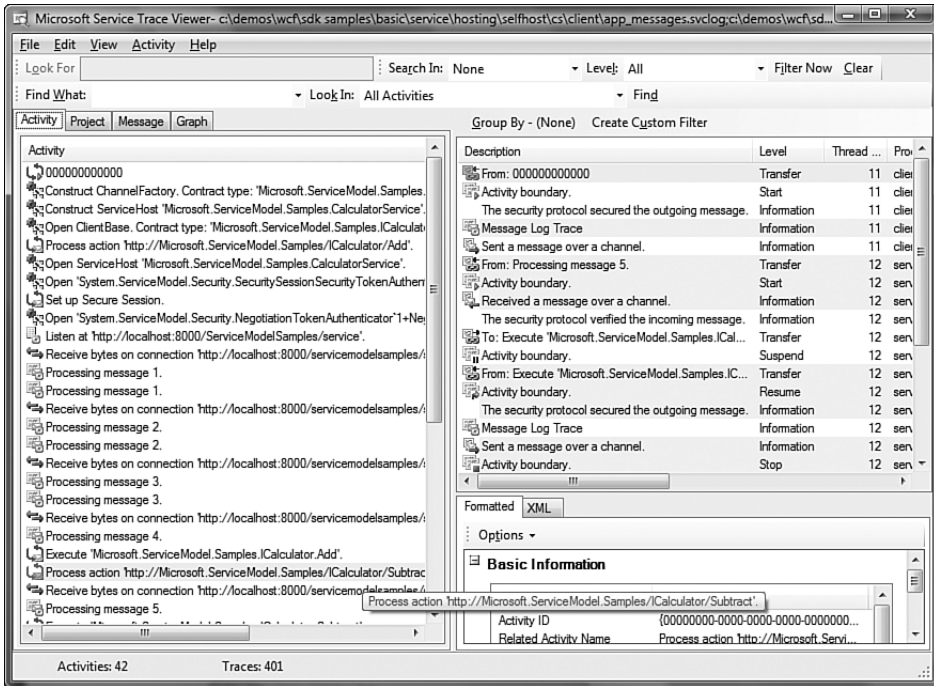 Microsoft Service Trace Viewer- c:\demos\wcf\sdk samples\basic\service\hosting\selfhost\cs\client\app_messages.svclog;c:\demos\wcf\sd...
File Edit View Activity Help
Look For Search In: None Level: All Filter Now Clear
Find What: Look In: All Activities Find
Activity Project Message Graph
Activity
000000000000
Construct ChannelFactory. Contract type: 'Microsoft.ServiceModel.Samples.
Construct ServiceHost 'Microsoft.ServiceModel.Samples.CalculatorService'.
Open ClientBase. Contract type: 'Microsoft.ServiceModel.Samples.ICalculat
Process action 'http://Microsoft.ServiceModel.Samples/ICalculator/Add'.
Open ServiceHost 'Microsoft.ServiceModel.Samples.CalculatorService'.
Open 'System.ServiceModel.Security.SecuritySessionSecurityTokenAuthen
Set up Secure Session.
Open 'System.ServiceModel.Security.NegotiationTokenAuthenticator`1+Ne
Listen at 'http://localhost:8000/ServiceModelSamples/service'.
Receive bytes on connection 'http://localhost:8000/servicemodelsamples/
Processing message 1.
Processing message 1.
Receive bytes on connection 'http://localhost:8000/servicemodelsamples/
Processing message 2.
Processing message 2.
Receive bytes on connection 'http://localhost:8000/servicemodelsamples/
Processing message 3.
Processing message 3.
Receive bytes on connection 'http://localhost:8000/servicemodelsamples/
Processing message 4.
Execute 'Microsoft.ServiceModel.Samples.ICalculator.Add'.
Process action 'http://Microsoft.ServiceModel.Samples/ICalculator/Subtrac
Receive bytes on connection 'http://localhost:8000/servicemodelsamples/
Process action 'http://Microsoft.ServiceModel.Samples/ICalculator/Subtract'.
Processing message 5.
Group By - (None) Create Custom Filter
Description Level Thread ... Pro
From: 000000000000 Transfer 11 clie
Activity boundary. Start 11 clie
The security protocol secured the outgoing message. Information 11 clie
Message Log Trace Information 11 clie
Sent a message over a channel. Information 11 clie
From: Processing message 5. Transfer 12 serv
Activity boundary. Start 12 serv
Received a message over a channel. Information 12 serv
The security protocol verified the incoming message. Information 12 serv
To: Execute 'Microsoft.ServiceModel.Samples.ICal... Transfer 12 serv
Activity boundary. Suspend 12 serv
From: Execute 'Microsoft.ServiceModel.Samples.IC... Transfer 12 serv
Activity boundary. Resume 12 serv
The security protocol secured the outgoing message. Information 12 serv
Message Log Trace Information 12 serv
Sent a message over a channel. Information 12 serv
Activity boundary. Stop 12 serv
Formatted XML
Options
Basic Information
Activity ID {00000000-0000-0000-0000-0000000...
Related Activity Name Process action 'http://Microsoft.Servi...
Activities: 42 Traces: 401